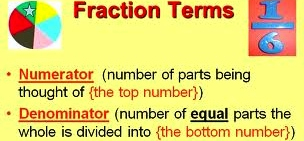 Fraction Terms
1
6
• Numerator (number of parts being
thought of {the top number})
• Denominator (number of equal parts the
whole is divided into {the bottom number})